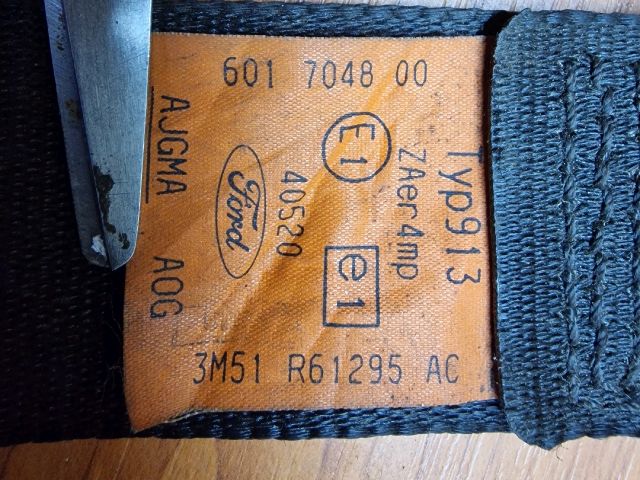 601 7048 00
Typ913
ZAer4mp
E1
e1
40520
Ford
AJGMA AOG
3M51 R61295 AC